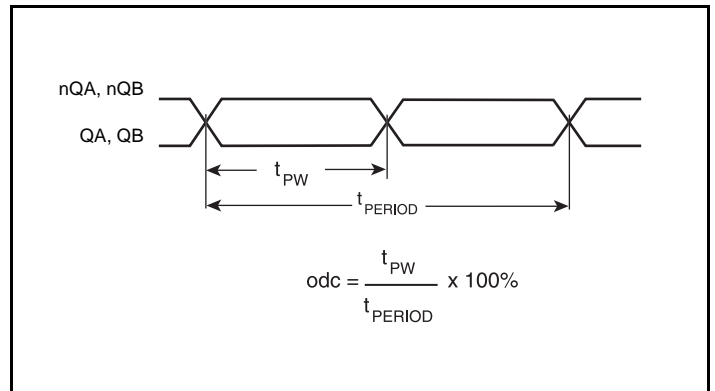 nQA, nQB
QA, QB
tPW
tPERIOD
odc = tPW / tPERIOD x 100%